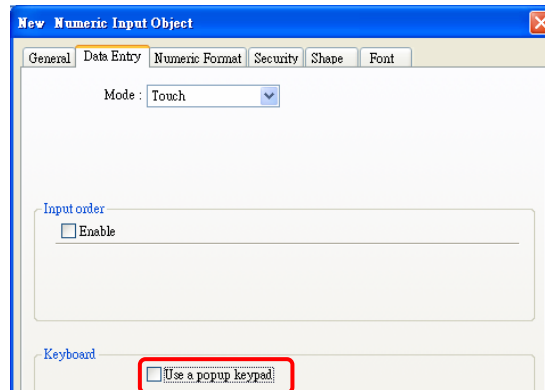 New Numeric Input Object
General Data Entry Numeric Format Security Shape Font
Mode : Touch
Input order
Enable
Keyboard
Use a popup keypad